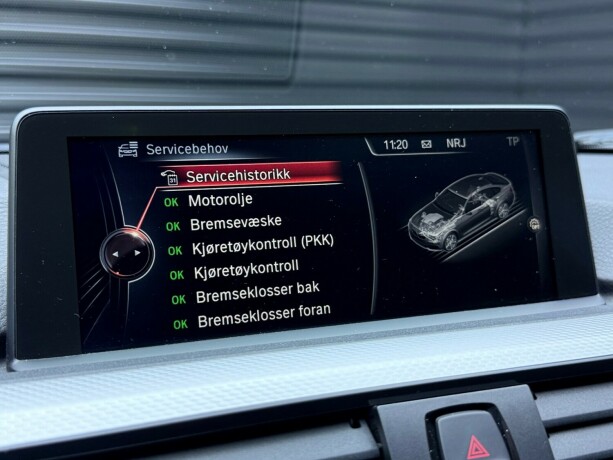 Servicebehov
11:20 NRJ TP
31 Servicehistorikk
OK Motorolje
OK Bremsevæske
OK Kjøretøykontroll (PKK)
OK Kjøretøykontroll
OK Bremseklosser bak
OK Bremseklosser foran